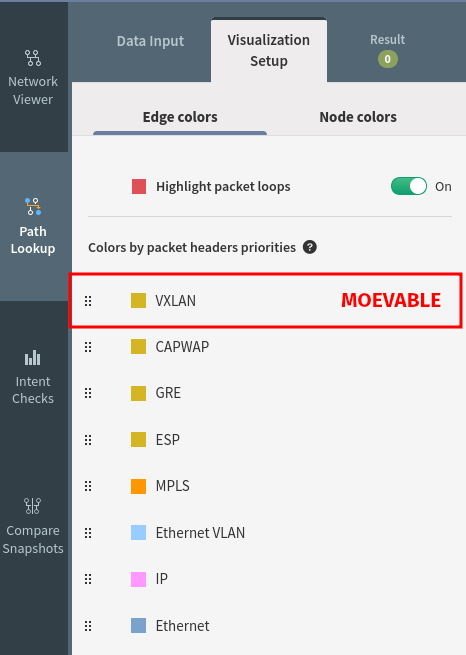 Network
Viewer
Path
Lookup
Intent
Checks
Compare
Snapshots
Data Input
Visualization
Setup
Result
0
Edge colors
Node colors
Highlight packet loops
On
Colors by packet headers priorities ?
VXLAN
MOEVABLE
CAPWAP
GRE
ESP
MPLS
Ethernet VLAN
IP
Ethernet